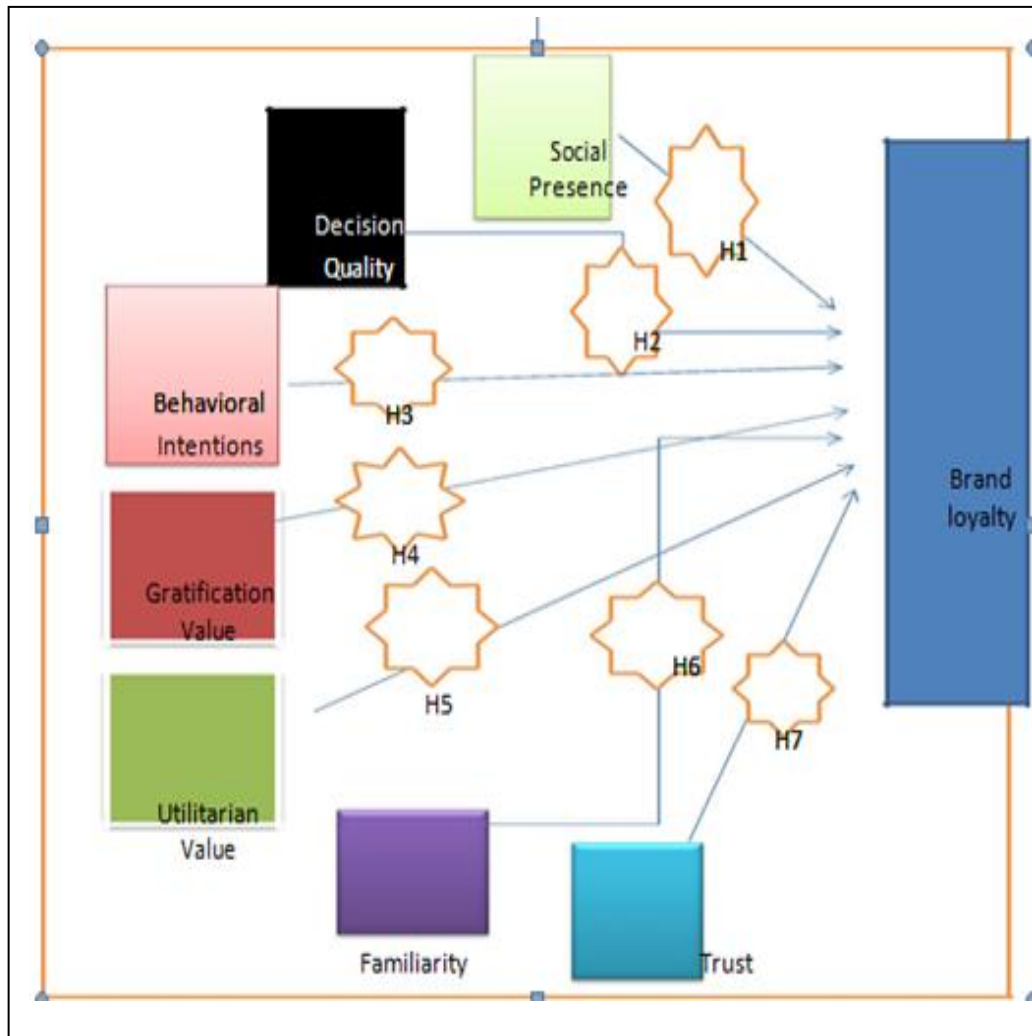 Social
Presence
H1
Decision
Quality
H2
Behavioral
Intentions
H3
Gratification
Value
H4
Utilitarian
Value
H5
Familiarity
H6
Trust
H7
Brand
loyalty